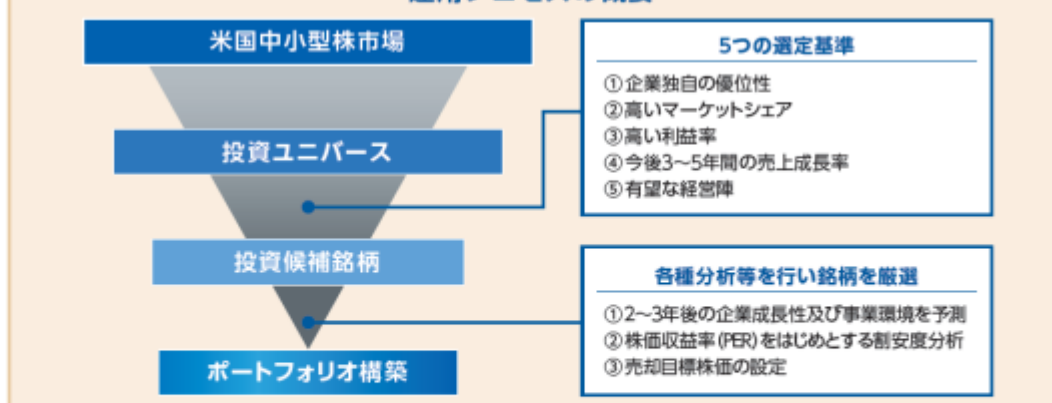 米国中小型株市場
投資ユニバース
投資候補銘柄
ポートフォリオ構築
5つの選定基準
①企業独自の優位性
②高いマーケットシェア
③高い利益率
④今後3〜5年間の売上成長率
⑤有望な経営陣
各種分析等を行い銘柄を厳選
①2〜3年後の企業成長性及び事業環境を予測
②株価収益率(PER)をはじめとする割安度分析
③売却目標株価の設定